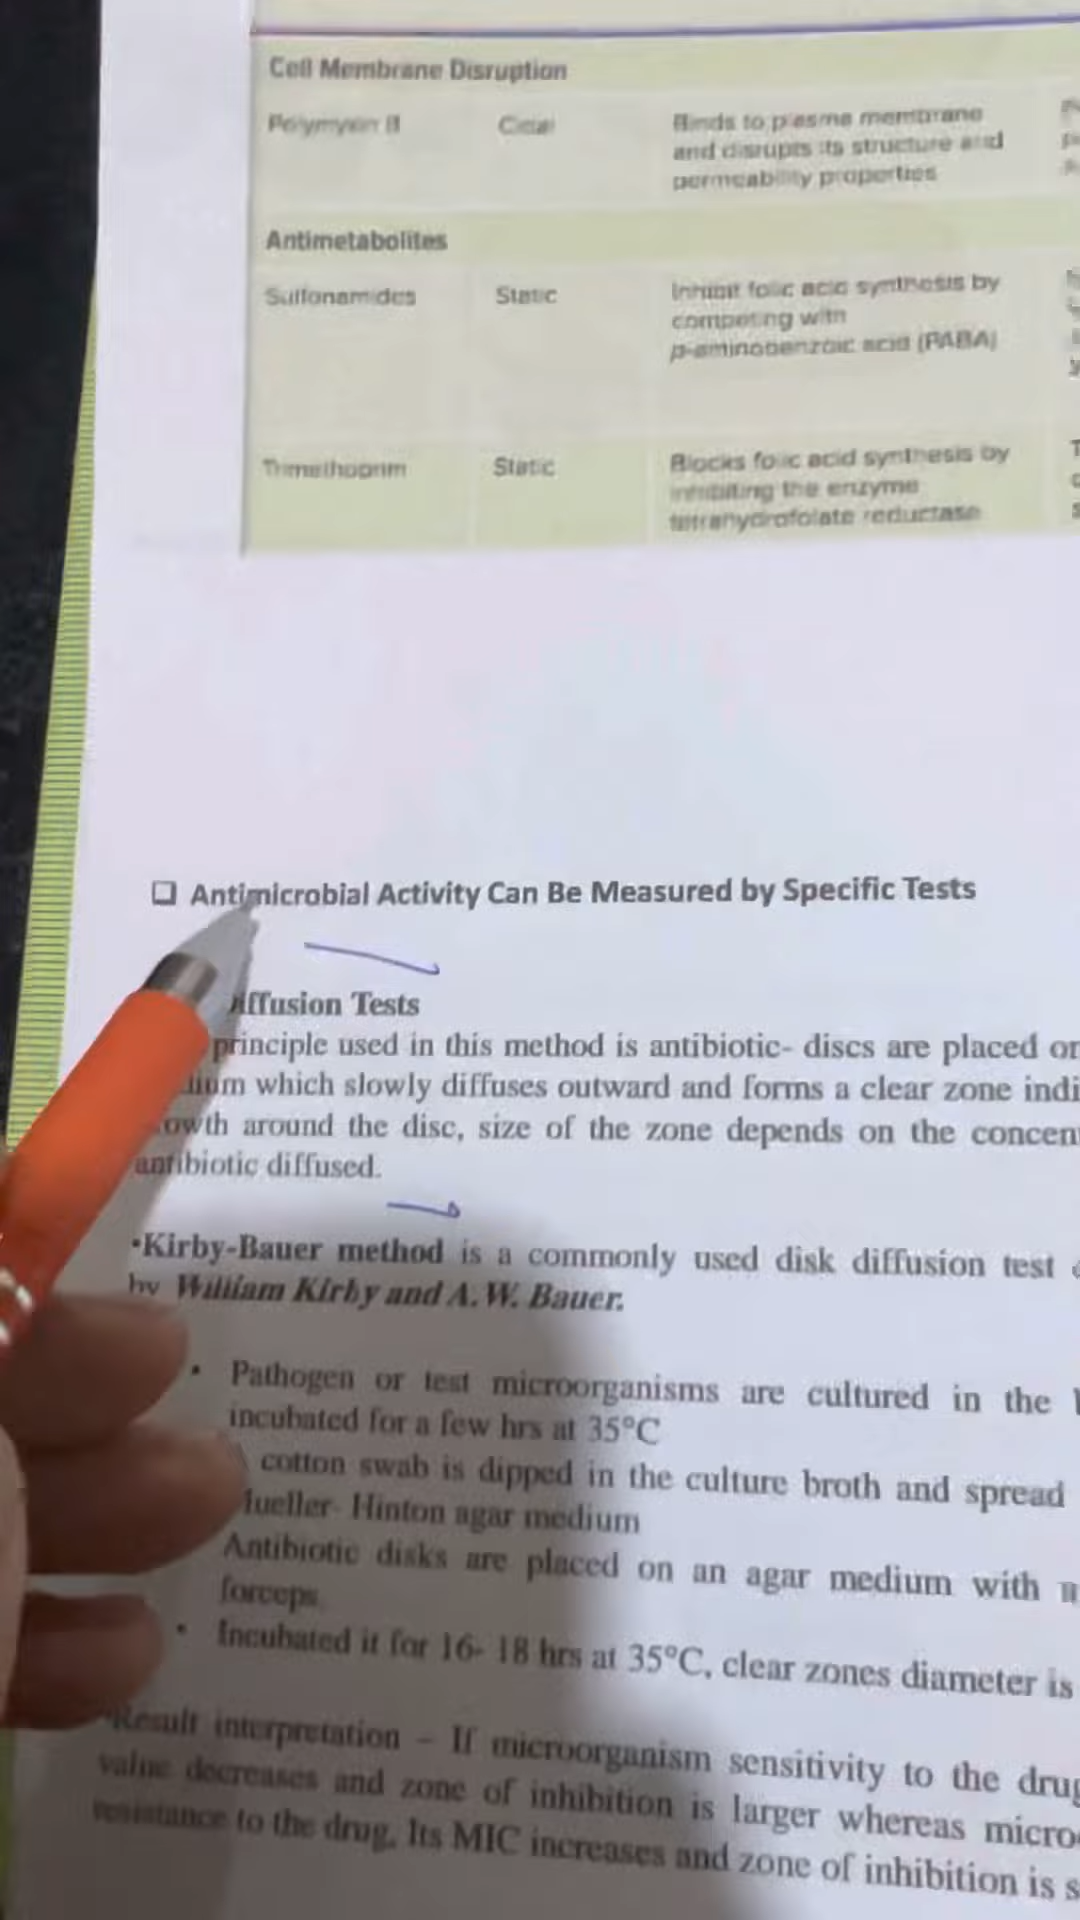 Cell Membrane Disruption
Polymyxin B Cidal Binds to plasma membrane
and disrupts its structure and
permeability properties
Antimetabolites
Sulfonamides Static Inhibit folic acid synthesis by
competing with
p-aminobenzoic acid (PABA)
Trimethoprim Static Blocks folic acid synthesis by
inhibiting the enzyme
tetrahydrofolate reductase
❑ Antimicrobial Activity Can Be Measured by Specific Tests
iffusion Tests
principle used in this method is antibiotic- discs are placed
ium which slowly diffuses outward and forms a clear zone
owth around the disc, size of the zone depends on the
antibiotic diffused.
•Kirby-Bauer method is a commonly used disk diffusion test
by William Kirby and A.W. Bauer.
• Pathogen or test microorganisms are cultured in the
incubated for a few hrs at 35°C
cotton swab is dipped in the culture broth and spread
ueller- Hinton agar medium
Antibiotic disks are placed on an agar medium with
forceps.
• Incubated it for 16- 18 hrs at 35°C, clear zones diameter is
•Result interpretation – If microorganism sensitivity to the drug
value decreases and zone of inhibition is larger whereas micro
resistance to the drug, Its MIC increases and zone of inhibition is